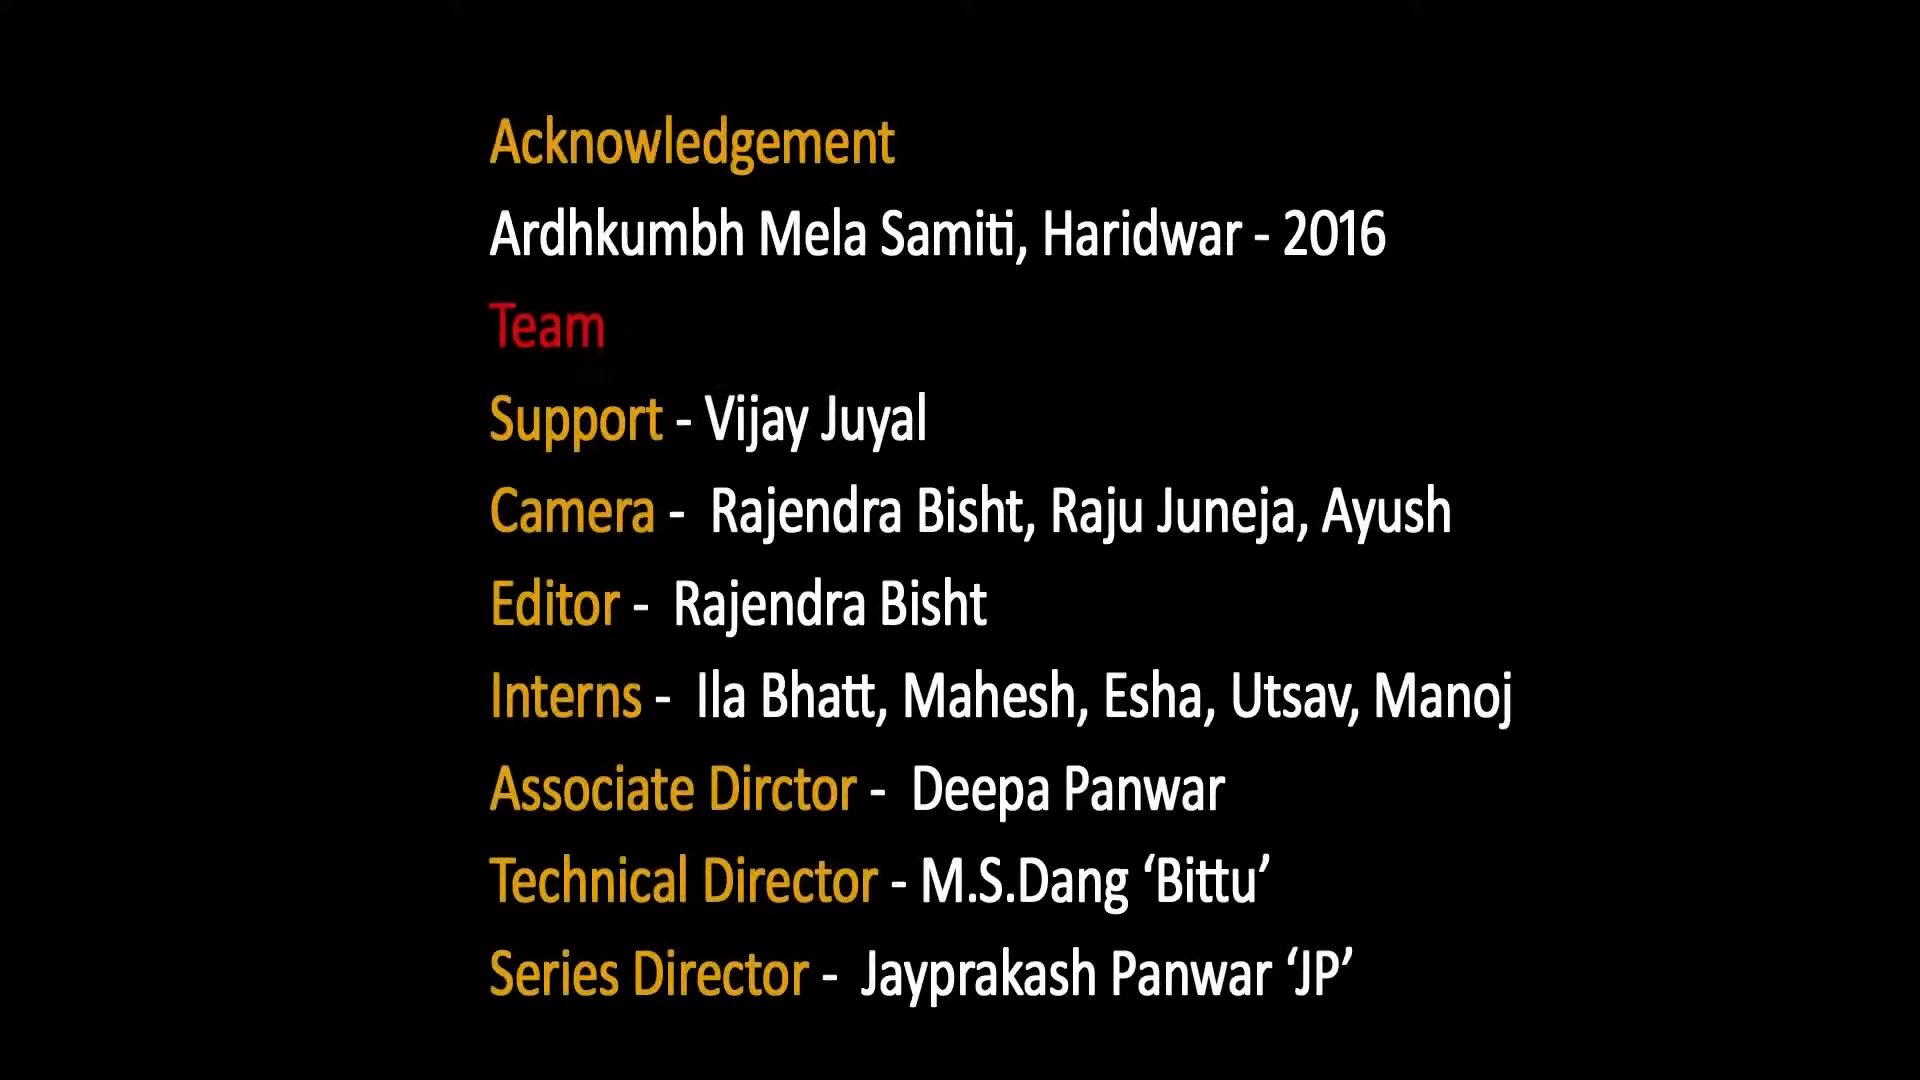 Acknowledgement
Ardhkumbh Mela Samiti, Haridwar - 2016
Team
Support - Vijay Juyal
Camera -  Rajendra Bisht, Raju Juneja, Ayush
Editor -  Rajendra Bisht
Interns -  Ila Bhatt, Mahesh, Esha, Utsav, Manoj
Associate Dirctor -  Deepa Panwar
Technical Director - M.S.Dang ‘Bittu’
Series Director -  Jayprakash Panwar ‘JP’